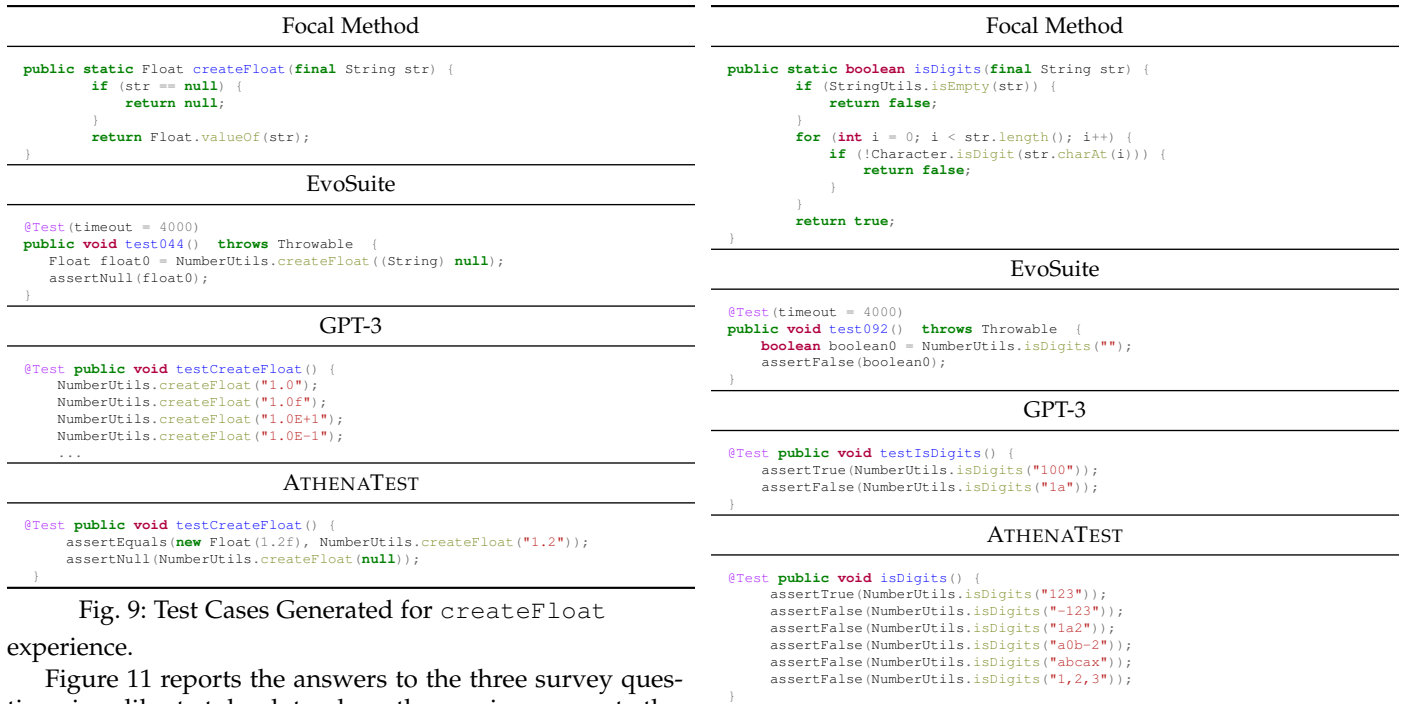 Focal Method
public static Float createFloat(final String str) {
        if (str == null) {
            return null;
        }
        return Float.valueOf(str);
}
EvoSuite
@Test(timeout = 4000)
public void test044()  throws Throwable  {
   Float float0 = NumberUtils.createFloat((String) null);
   assertNull(float0);
}
GPT-3
@Test public void testCreateFloat() {
    NumberUtils.createFloat("1.0");
    NumberUtils.createFloat("1.0f");
    NumberUtils.createFloat("1.0E+1");
    NumberUtils.createFloat("1.0E-1");
    ...
ATHENATEST
@Test public void testCreateFloat() {
     assertEquals(new Float(1.2f), NumberUtils.createFloat("1.2"));
     assertNull(NumberUtils.createFloat(null));
 }
Fig. 9: Test Cases Generated for createFloat
experience.
Figure 11 reports the answers to the three survey ques-
Focal Method
public static boolean isDigits(final String str) {
        if (StringUtils.isEmpty(str)) {
            return false;
        }
        for (int i = 0; i < str.length(); i++) {
            if (!Character.isDigit(str.charAt(i))) {
                return false;
            }
        }
        return true;
}
EvoSuite
@Test(timeout = 4000)
public void test092()  throws Throwable  {
    boolean boolean0 = NumberUtils.isDigits("");
    assertFalse(boolean0);
}
GPT-3
@Test public void testIsDigits() {
    assertTrue(NumberUtils.isDigits("100"));
    assertFalse(NumberUtils.isDigits("1a"));
}
ATHENATEST
@Test public void isDigits() {
     assertTrue(NumberUtils.isDigits("123"));
     assertFalse(NumberUtils.isDigits("-123"));
     assertFalse(NumberUtils.isDigits("1a2"));
     assertFalse(NumberUtils.isDigits("a0b-2"));
     assertFalse(NumberUtils.isDigits("abcax"));
     assertFalse(NumberUtils.isDigits("1,2,3"));
}